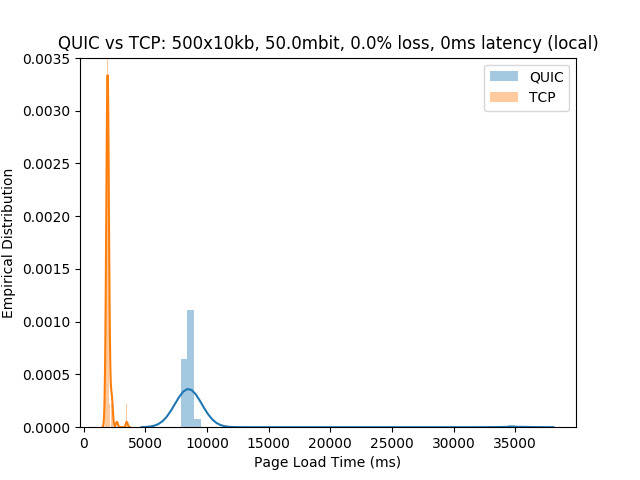 QUIC vs TCP: 500x10kb, 50.0mbit, 0.0% loss, 0ms latency (local)
0.0035
0.0030
0.0025
0.0020
0.0015
0.0010
0.0005
0.0000
Empirical Distribution
QUIC
TCP
0 5000 10000 15000 20000 25000 30000 35000
Page Load Time (ms)